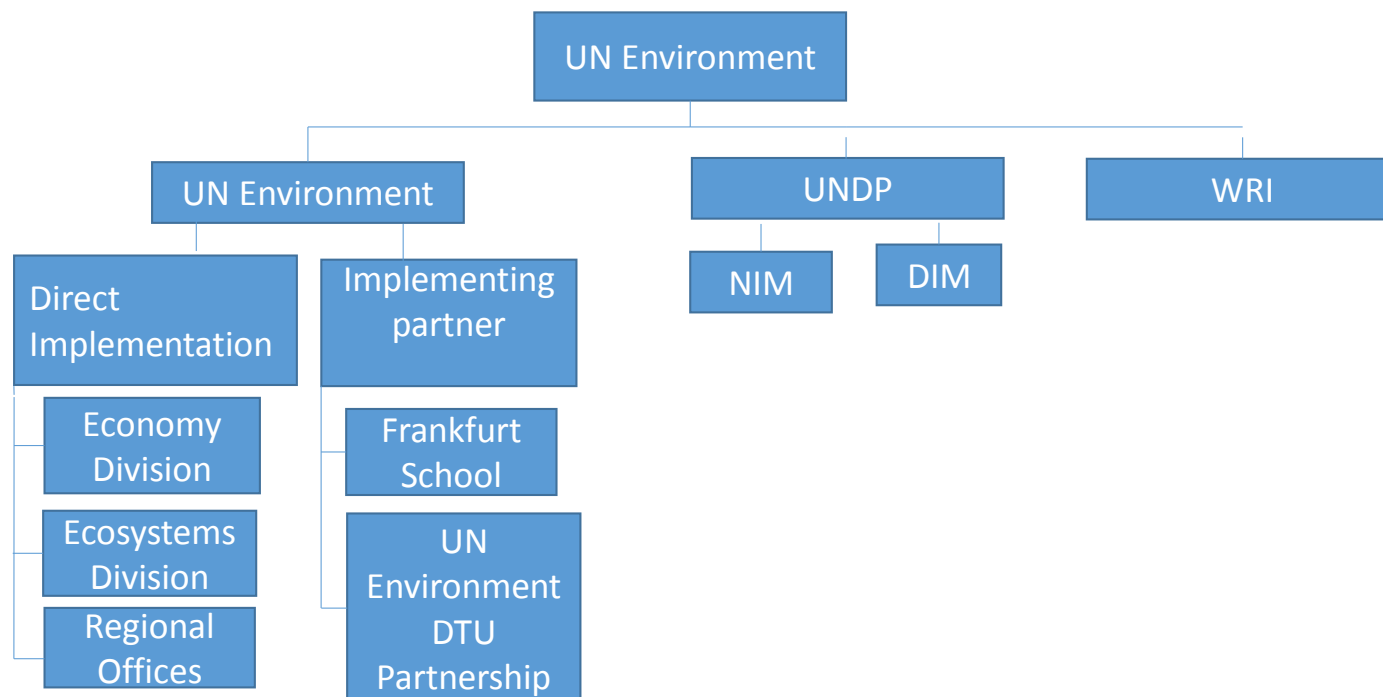 UN Environment
UN Environment
UNDP
WRI
Direct
Implementation
Implementing
partner
NIM
DIM
Economy
Division
Frankfurt
School
Ecosystems
Division
UN
Environment
DTU
Partnership
Regional
Offices